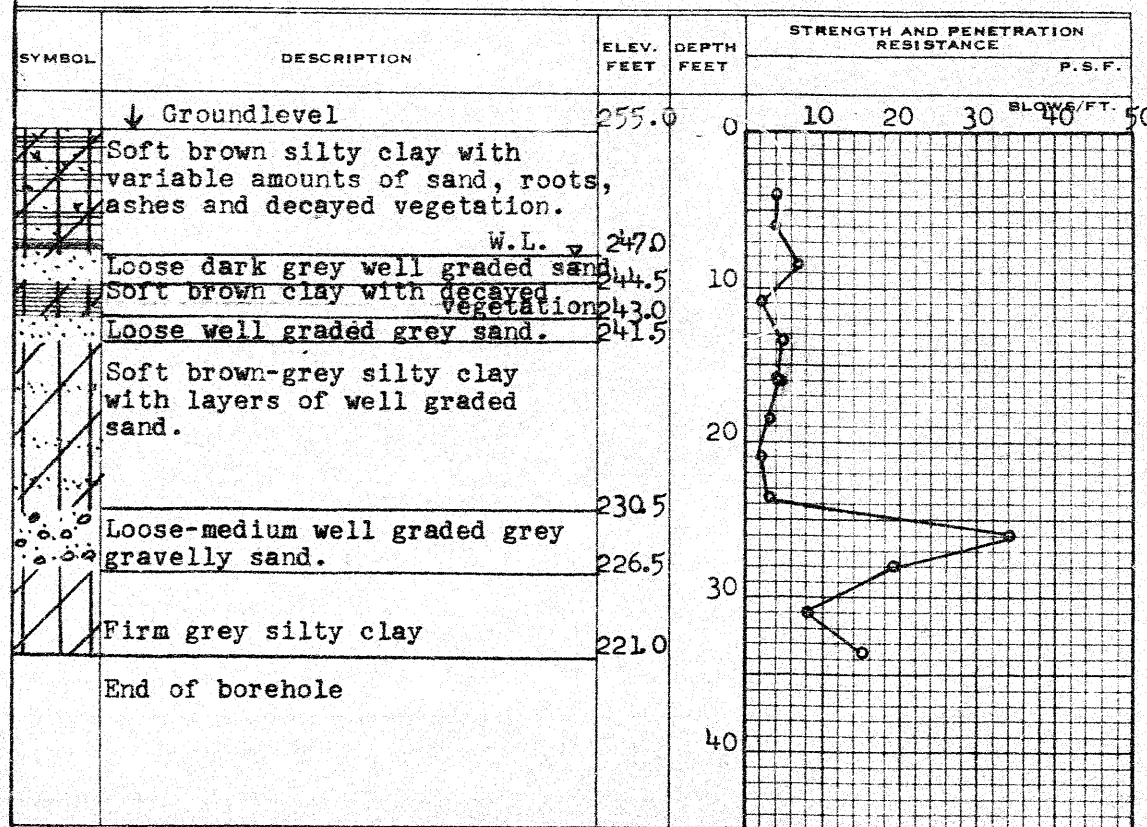 SYMBOL
DESCRIPTION
ELEV. FEET
DEPTH FEET
STRENGTH AND PENETRATION RESISTANCE
P.S.F.
BLOWS/FT.
↓ Groundlevel
255.0
0
10 20 30 40 50
Soft brown silty clay with
variable amounts of sand, roots,
ashes and decayed vegetation.
W.L.
247.0
Loose dark grey well graded sand
244.5
10
Soft brown clay with decayed
vegetation
243.0
Loose well graded grey sand.
241.5
Soft brown-grey silty clay
with layers of well graded
sand.
20
230.5
Loose-medium well graded grey
gravelly sand.
226.5
30
Firm grey silty clay
221.0
End of borehole
40